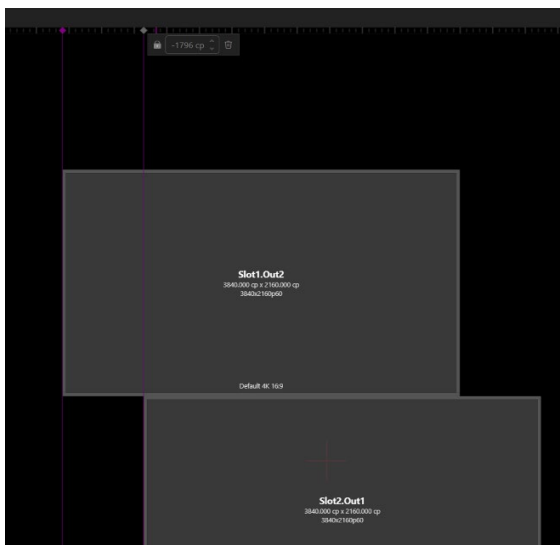 -1796 cp
Slot1.Out2
3840.000 cp x 2160.000 cp
3840x2160p60
Default 4K 16:9
Slot2.Out1
3840.000 cp x 2160.000 cp
3840x2160p60